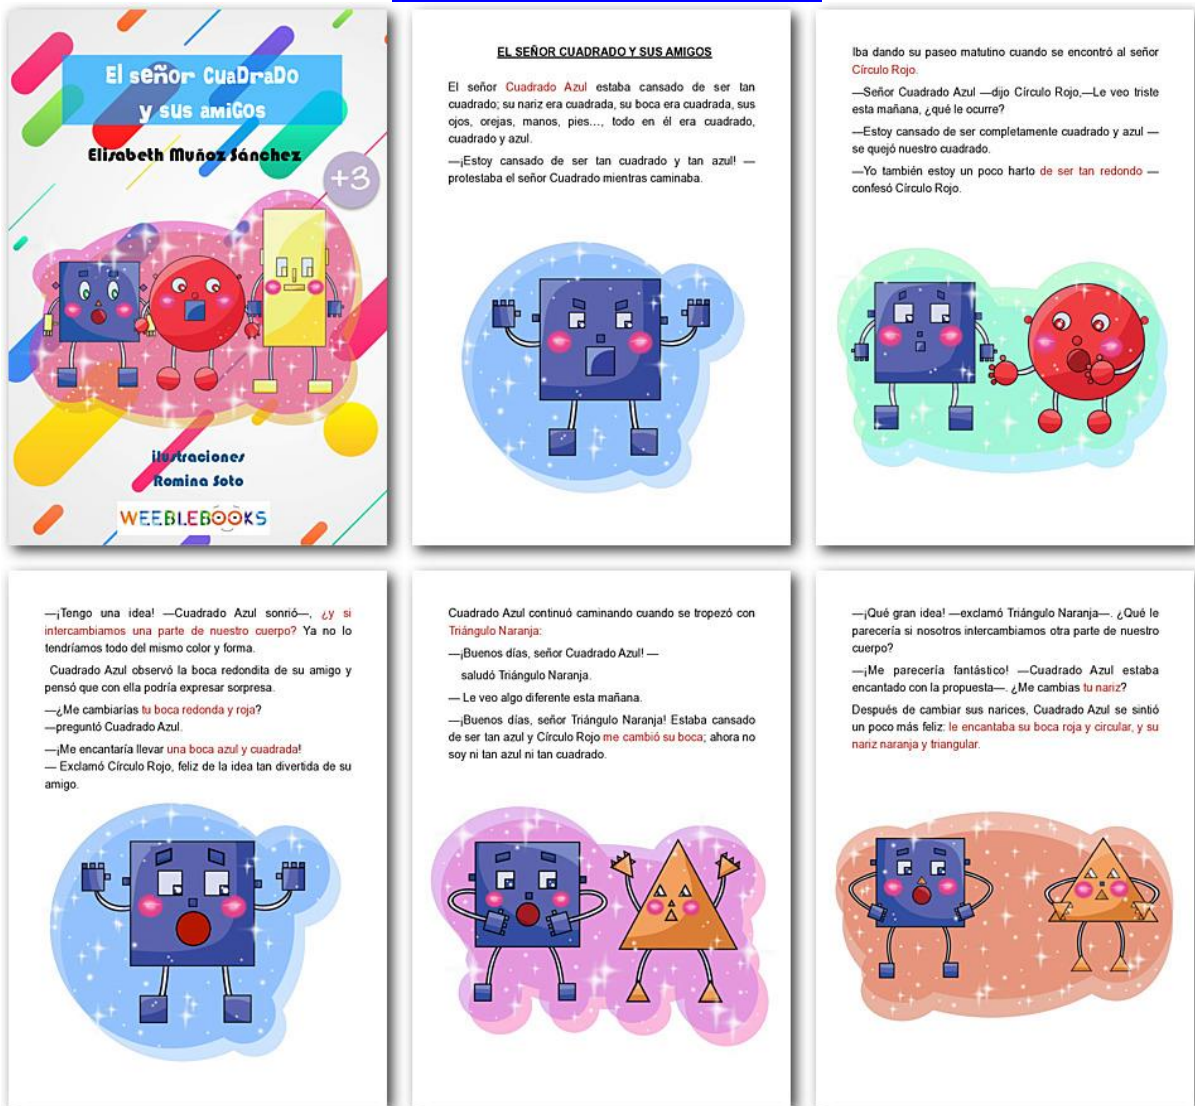 El señor CuaDraDo
y sus amiGos
Elisabeth Muñoz Sánchez
+3
ilustraciones
Romina Soto
WEEBLEBOOKS
EL SEÑOR CUADRADO Y SUS AMIGOS
El señor Cuadrado Azul estaba cansado de ser tan
cuadrado; su nariz era cuadrada, su boca era cuadrada, sus
ojos, orejas, manos, pies..., todo en él era cuadrado,
cuadrado y azul.
—¡Estoy cansado de ser tan cuadrado y tan azul! —
protestaba el señor Cuadrado mientras caminaba.
Iba dando su paseo matutino cuando se encontró al señor
Círculo Rojo.
—Señor Cuadrado Azul —dijo Círculo Rojo,—Le veo triste
esta mañana, ¿qué le ocurre?
—Estoy cansado de ser completamente cuadrado y azul —
se quejó nuestro cuadrado.
—Yo también estoy un poco harto de ser tan redondo —
confesó Círculo Rojo.
—¡Tengo una idea! —Cuadrado Azul sonrió—, ¿y si
intercambiamos una parte de nuestro cuerpo? Ya no lo
tendríamos todo del mismo color y forma.
Cuadrado Azul observó la boca redondita de su amigo y
pensó que con ella podría expresar sorpresa.
—¿Me cambiarías tu boca redonda y roja?
—preguntó Cuadrado Azul.
—¡Me encantaría llevar una boca azul y cuadrada!
— Exclamó Círculo Rojo, feliz de la idea tan divertida de su
amigo.
Cuadrado Azul continuó caminando cuando se tropezó con
Triángulo Naranja:
—¡Buenos días, señor Cuadrado Azul! —
saludó Triángulo Naranja.
— Le veo algo diferente esta mañana.
—¡Buenos días, señor Triángulo Naranja! Estaba cansado
de ser tan azul y Círculo Rojo me cambió su boca; ahora no
soy ni tan azul ni tan cuadrado.
—¡Qué gran idea! —exclamó Triángulo Naranja—. ¿Qué le
parecería si nosotros intercambiamos otra parte de nuestro
cuerpo?
—¡Me parecería fantástico! —Cuadrado Azul estaba
encantado con la propuesta—. ¿Me cambias tu nariz?
Después de cambiar sus narices, Cuadrado Azul se sintió
un poco más feliz: le encantaba su boca roja y circular, y su
nariz naranja y triangular.